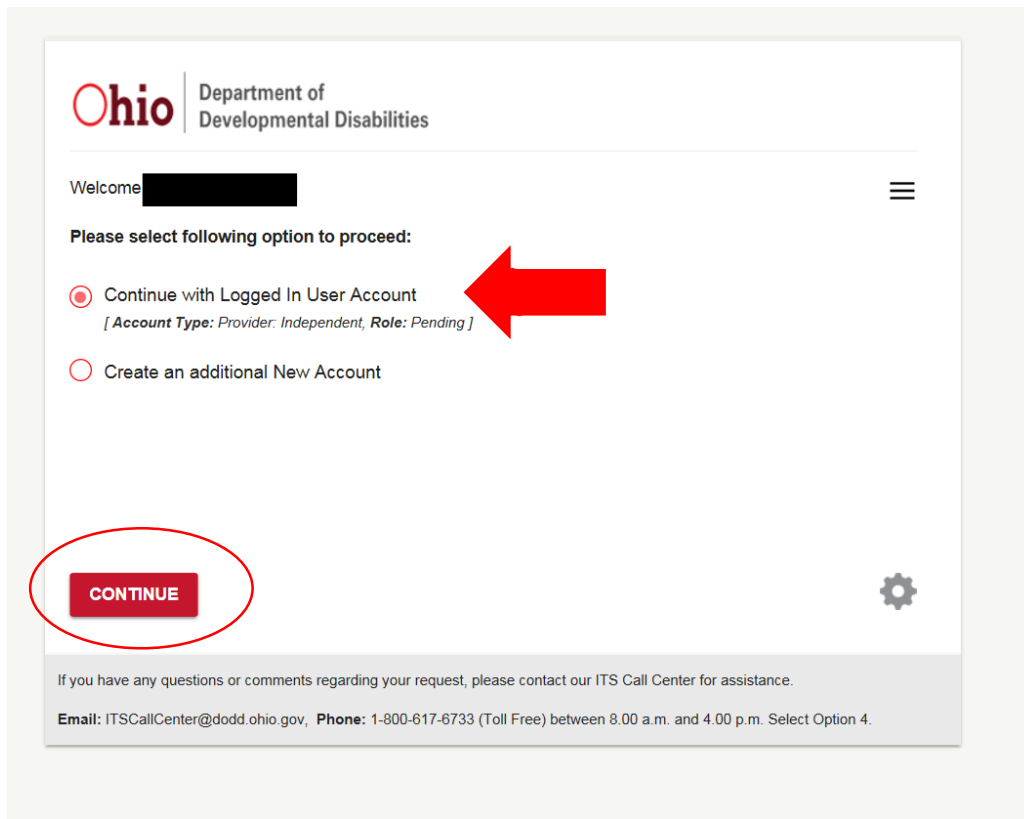 Ohio
Department of
Developmental Disabilities
Welcome
Please select following option to proceed:
Continue with Logged In User Account
[ Account Type: Provider: Independent, Role: Pending ]
Create an additional New Account
CONTINUE
If you have any questions or comments regarding your request, please contact our ITS Call Center for assistance.
Email: ITSCallCenter@dodd.ohio.gov, Phone: 1-800-617-6733 (Toll Free) between 8.00 a.m. and 4.00 p.m. Select Option 4.